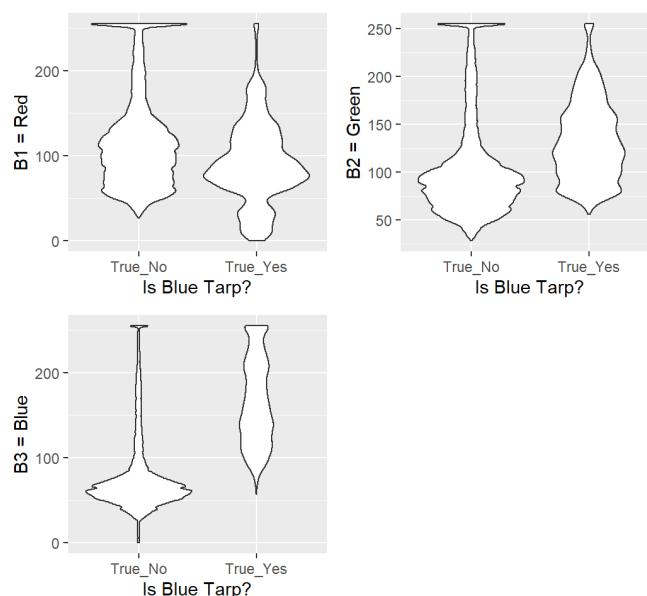 B1 = Red
200
100
0
True_No True_Yes
Is Blue Tarp?
B2 = Green
250
200
150
100
50
True_No True_Yes
Is Blue Tarp?
B3 = Blue
200
100
0
True_No True_Yes
Is Blue Tarp?